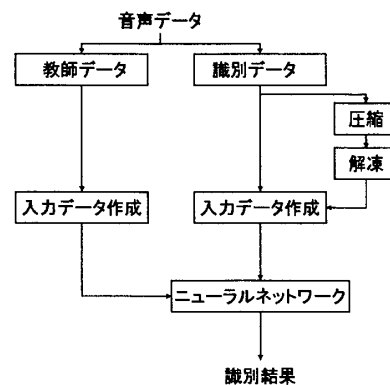 音声データ
教師データ
識別データ
圧縮
解凍
入力データ作成
入力データ作成
ニューラルネットワーク
識別結果